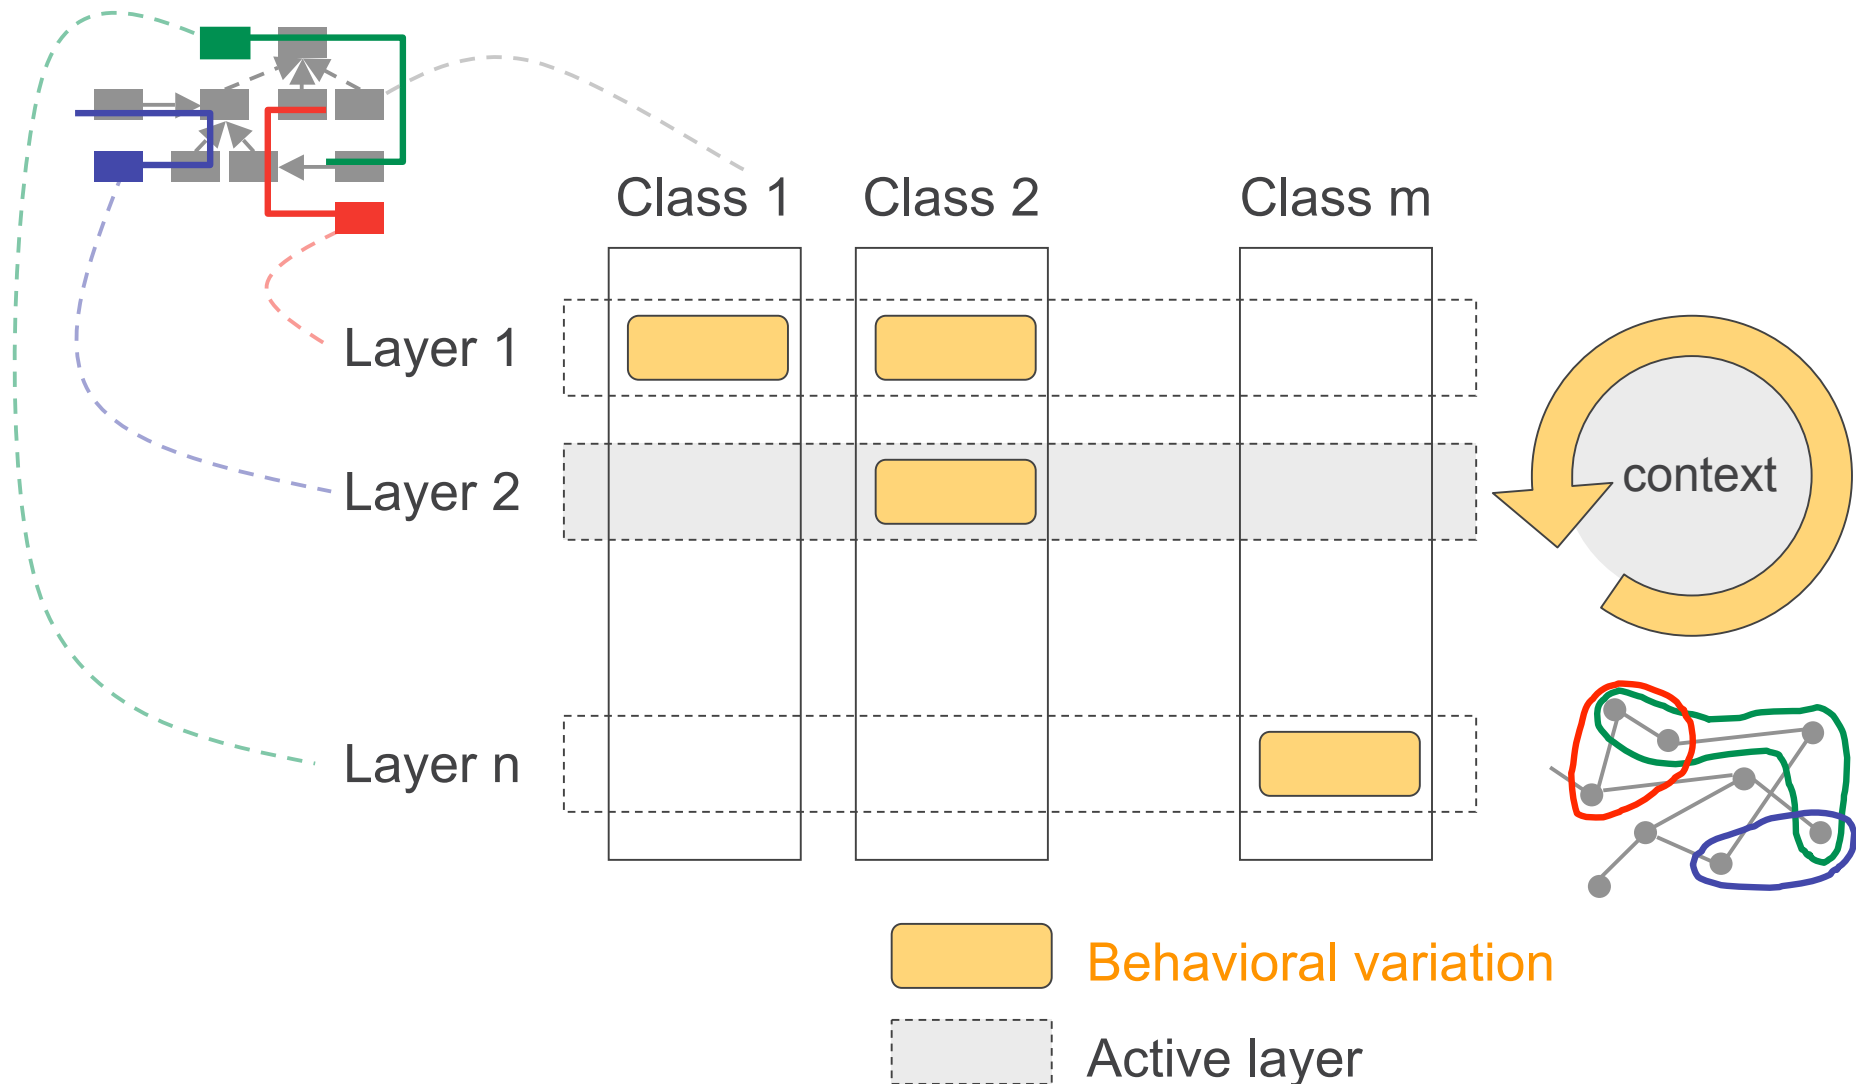 Class 1 Class 2 Class m
Layer 1
Layer 2
context
Layer n
Behavioral variation
Active layer